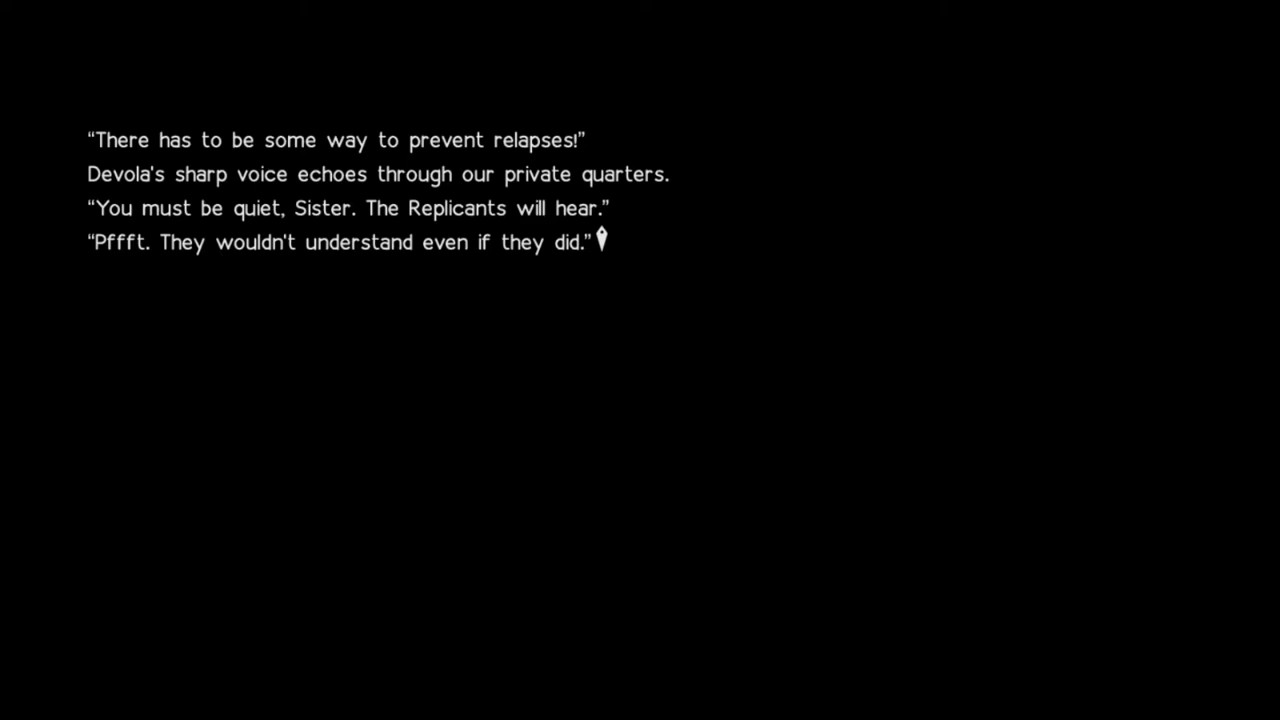 “There has to be some way to prevent relapses!”
Devola's sharp voice echoes through our private quarters.
“You must be quiet, Sister. The Replicants will hear.”
“Pffft. They wouldn't understand even if they did.”